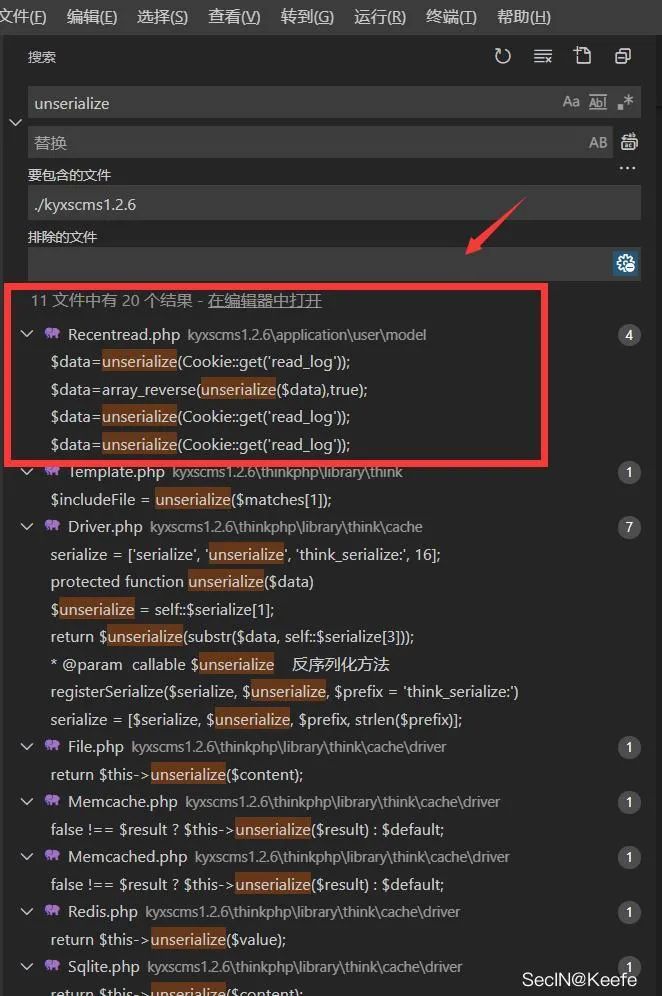 文件(F) 编辑(E) 选择(S) 查看(V) 转到(G) 运行(R) 终端(T) 帮助(H)
搜索
unserialize Aa Abl .*
替换 AB
...
要包含的文件
./kyxscms1.2.6
排除的文件
11 文件中有 20 个结果 - 在编辑器中打开
Recentread.php kyxscms1.2.6\application\user\model 4
$data=unserialize(Cookie::get('read_log'));
$data=array_reverse(unserialize($data),true);
$data=unserialize(Cookie::get('read_log'));
$data=unserialize(Cookie::get('read_log'));
Template.php kyxscms1.2.6\thinkphp\library\think 1
$includeFile = unserialize($matches[1]);
Driver.php kyxscms1.2.6\thinkphp\library\think\cache 7
serialize = ['serialize', 'unserialize', 'think_serialize:', 16];
protected function unserialize($data)
$unserialize = self::$serialize[1];
return $unserialize(substr($data, self::$serialize[3]));
* @param callable $unserialize 反序列化方法
registerSerialize($serialize, $unserialize, $prefix = 'think_serialize:')
serialize = [$serialize, $unserialize, $prefix, strlen($prefix)];
File.php kyxscms1.2.6\thinkphp\library\think\cache\driver 1
return $this->unserialize($content);
Memcache.php kyxscms1.2.6\thinkphp\library\think\cache\driver 1
false !== $result ? $this->unserialize($result) : $default;
Memcached.php kyxscms1.2.6\thinkphp\library\think\cache\driver 1
false !== $result ? $this->unserialize($result) : $default;
Redis.php kyxscms1.2.6\thinkphp\library\think\cache\driver 1
return $this->unserialize($value);
Sqlite.php kyxscms1.2.6\thinkphp\library\think\cache\driver 1
return $this->unserialize($content);
SecIN@Keefe